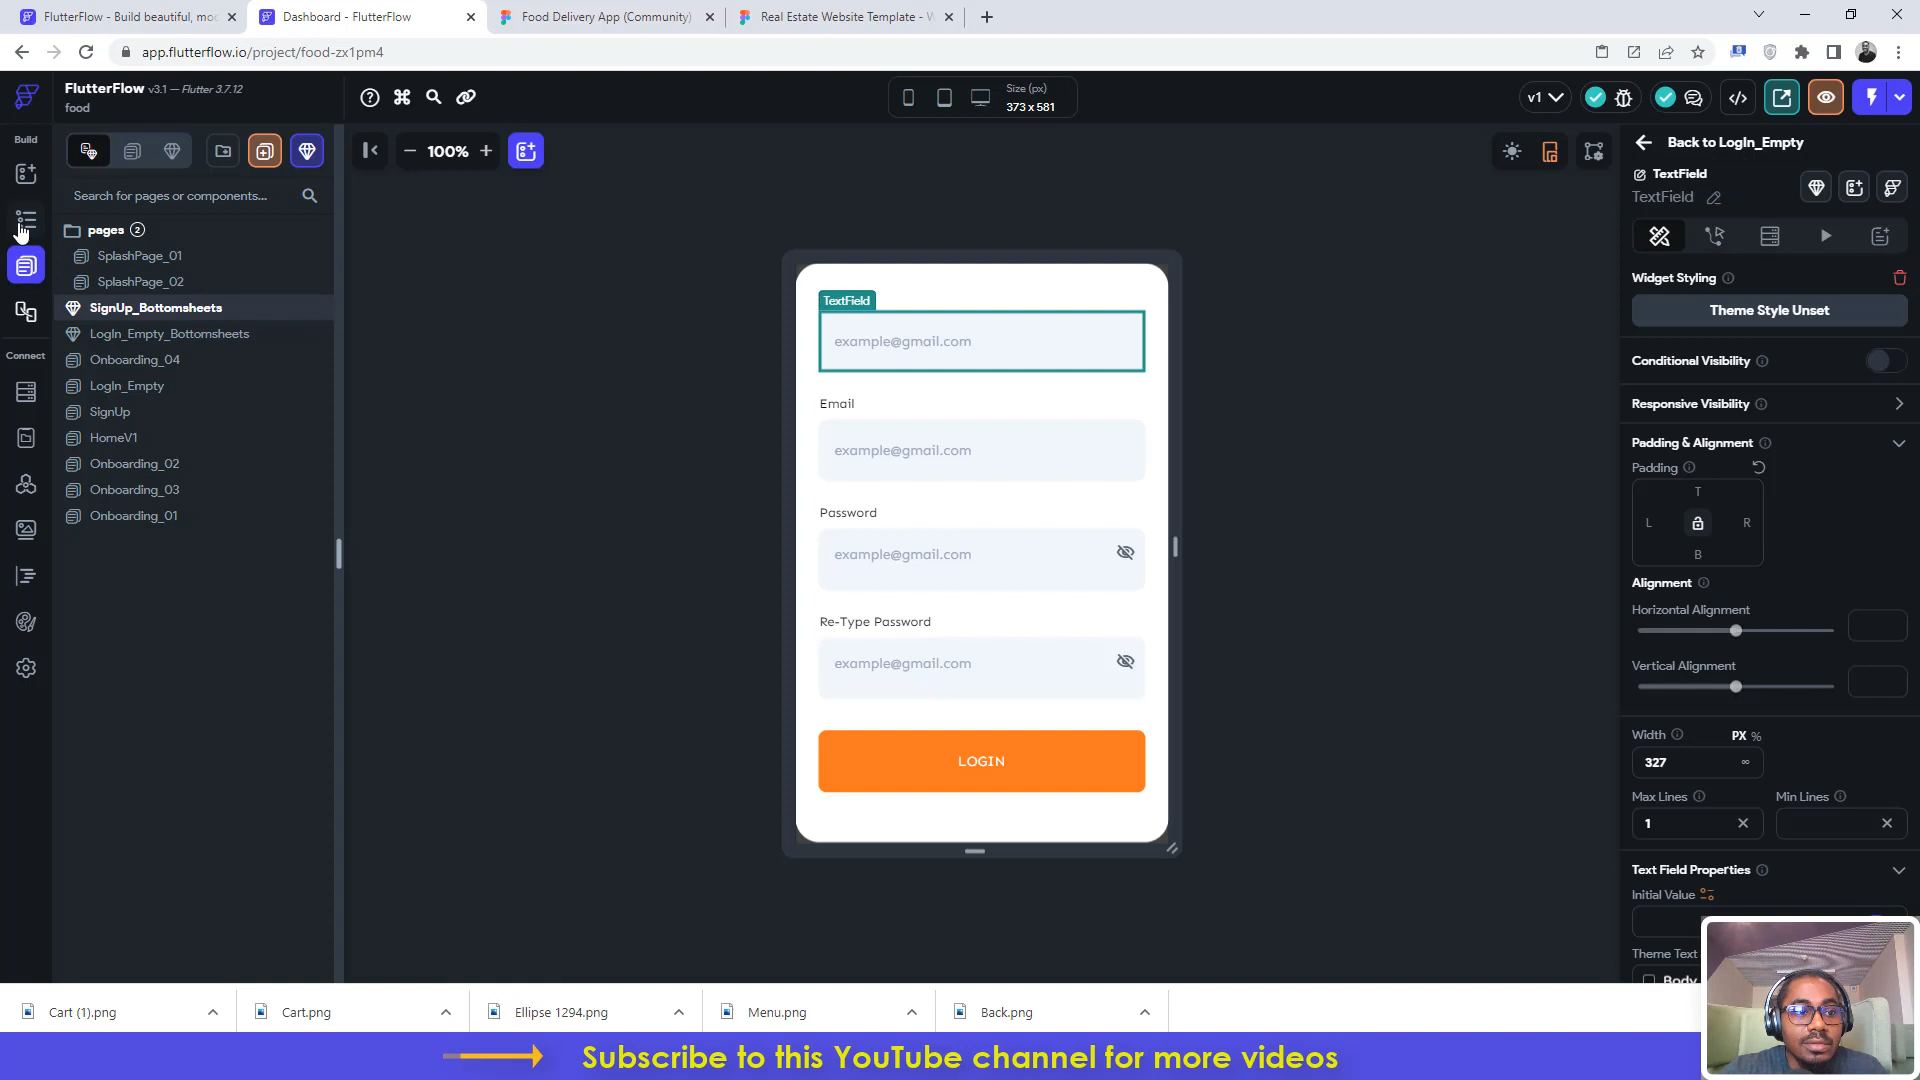 FlutterFlow - Build beautiful, mo
Dashboard - FlutterFlow
Food Delivery App (Community)
Real Estate Website Template - W
app.flutterflow.io/project/food-zx1pm4
FlutterFlow v3.1 — Flutter 3.7.12
food
Size (px)
373 x 581
v1
Build
100%
Back to LogIn_Empty
Search for pages or components...
TextField
TextField
pages 2
SplashPage_01
SplashPage_02
SignUp_Bottomsheets
LogIn_Empty_Bottomsheets
Connect
Onboarding_04
LogIn_Empty
SignUp
HomeV1
Onboarding_02
Onboarding_03
Onboarding_01
TextField
example@gmail.com
Email
example@gmail.com
Password
example@gmail.com
Re-Type Password
example@gmail.com
LOGIN
Widget Styling
Theme Style Unset
Conditional Visibility
Responsive Visibility
Padding & Alignment
Padding
T
L R
B
Alignment
Horizontal Alignment
Vertical Alignment
Width PX %
327 ∞
Max Lines Min Lines
1
Text Field Properties
Initial Value
Theme Text
Body
Cart (1).png
Cart.png
Ellipse 1294.png
Menu.png
Back.png
Subscribe to this YouTube channel for more videos